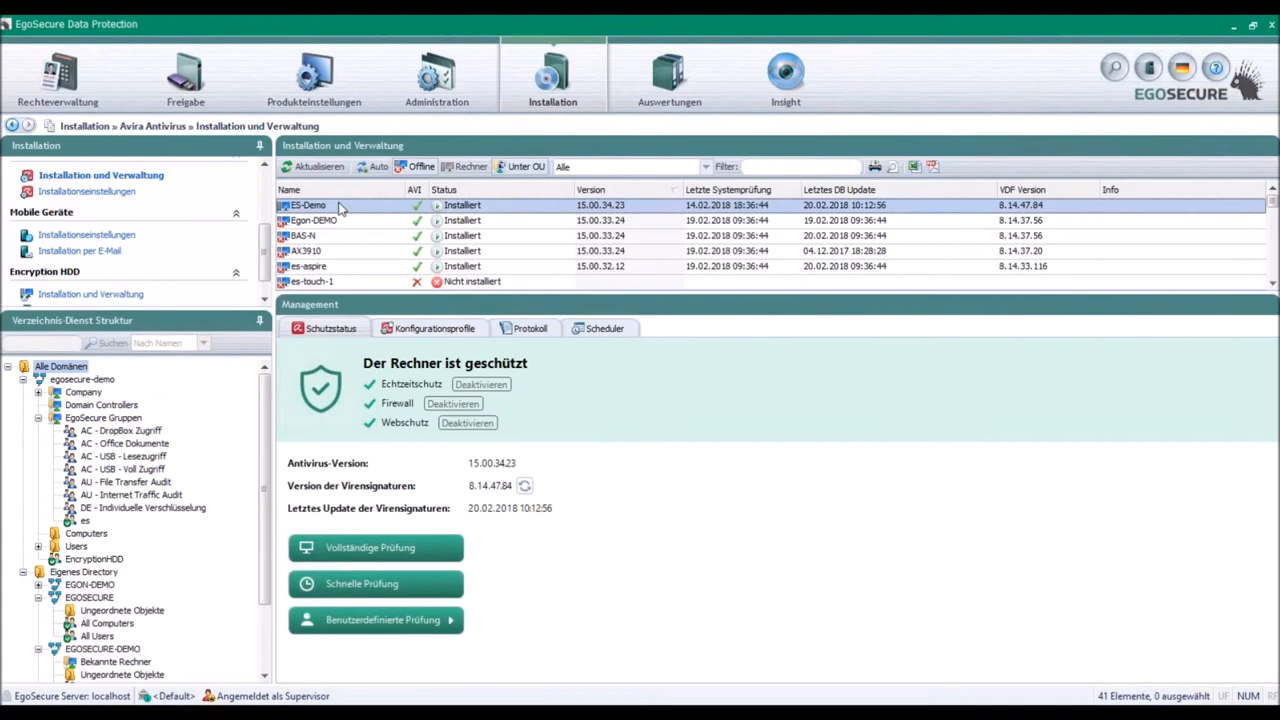 EgoSecure Data Protection
Rechteverwaltung Freigabe Produkteinstellungen Administration Installation Auswertungen Insight EGOSECURE
Installation » Avira Antivirus » Installation und Verwaltung
Installation
Installation und Verwaltung
Installationseinstellungen
Mobile Geräte
Installationseinstellungen
Installation per E-Mail
Encryption HDD
Installation und Verwaltung
Verzeichnis-Dienst Struktur
Suchen Nach Namen
Alle Domänen
egosecure-demo
Company
Domain Controllers
EgoSecure Gruppen
AC - DropBox Zugriff
AC - Office Dokumente
AC - USB - Lesezugriff
AC - USB - Voll Zugriff
AU - File Transfer Audit
AU - Internet Traffic Audit
DE - Individuelle Verschlüsselung
es
Computers
Users
EncryptionHDD
Eigenes Directory
EGON-DEMO
EGOSECURE
Ungeordnete Objekte
All Computers
All Users
EGOSECURE-DEMO
Bekannte Rechner
Ungeordnete Objekte
Installation und Verwaltung
Aktualisieren Auto Offline Rechner Unter OU Alle Filter:
Name AVI Status Version Letzte Systemprüfung Letztes DB Update VDF Version Info
ES-Demo Installiert 15.00.34.23 14.02.2018 18:36:44 20.02.2018 10:12:56 8.14.47.84
Egon-DEMO Installiert 15.00.33.24 19.02.2018 09:36:44 20.02.2018 09:36:44 8.14.37.56
BAS-N Installiert 15.00.33.24 19.02.2018 09:36:44 20.02.2018 09:36:44 8.14.37.56
AX3910 Installiert 15.00.33.24 19.02.2018 09:36:44 04.12.2017 18:28:28 8.14.37.20
es-aspire Installiert 15.00.32.12 19.02.2018 09:36:44 20.02.2018 09:36:44 8.14.33.116
es-touch-1 Nicht installiert
Management
Schutzstatus Konfigurationsprofile Protokoll Scheduler
Der Rechner ist geschützt
Echtzeitschutz Deaktivieren
Firewall Deaktivieren
Webschutz Deaktivieren
Antivirus-Version: 15.00.34.23
Version der Virensignaturen: 8.14.47.84
Letztes Update der Virensignaturen: 20.02.2018 10:12:56
Vollständige Prüfung
Schnelle Prüfung
Benutzerdefinierte Prüfung
EgoSecure Server: localhost <Default> Angemeldet als Supervisor 41 Elemente, 0 ausgewählt UF NUM